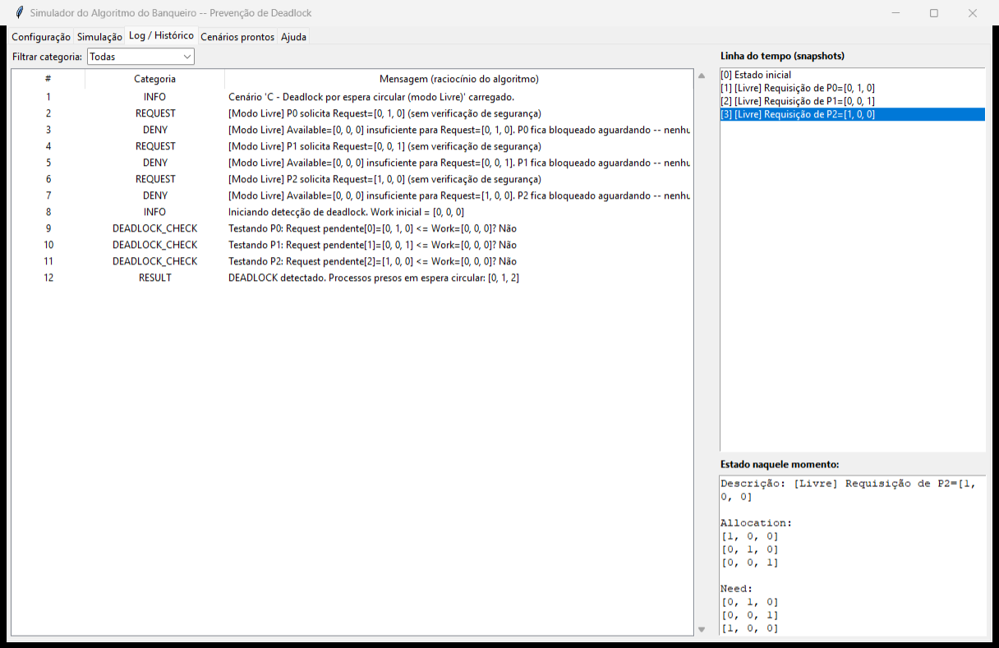 Simulador do Algoritmo do Banqueiro -- Prevenção de Deadlock
Configuração Simulação Log / Histórico Cenários prontos Ajuda
Filtrar categoria: Todas
# Categoria Mensagem (raciocínio do algoritmo)
1 INFO Cenário 'C - Deadlock por espera circular (modo Livre)' carregado.
2 REQUEST [Modo Livre] P0 solicita Request=[0, 1, 0] (sem verificação de segurança)
3 DENY [Modo Livre] Available=[0, 0, 0] insuficiente para Request=[0, 1, 0]. P0 fica bloqueado aguardando -- nenhu
4 REQUEST [Modo Livre] P1 solicita Request=[0, 0, 1] (sem verificação de segurança)
5 DENY [Modo Livre] Available=[0, 0, 0] insuficiente para Request=[0, 0, 1]. P1 fica bloqueado aguardando -- nenhu
6 REQUEST [Modo Livre] P2 solicita Request=[1, 0, 0] (sem verificação de segurança)
7 DENY [Modo Livre] Available=[0, 0, 0] insuficiente para Request=[1, 0, 0]. P2 fica bloqueado aguardando -- nenhu
8 INFO Iniciando detecção de deadlock. Work inicial = [0, 0, 0]
9 DEADLOCK_CHECK Testando P0: Request pendente[0]=[0, 1, 0] <= Work=[0, 0, 0]? Não
10 DEADLOCK_CHECK Testando P1: Request pendente[1]=[0, 0, 1] <= Work=[0, 0, 0]? Não
11 DEADLOCK_CHECK Testando P2: Request pendente[2]=[1, 0, 0] <= Work=[0, 0, 0]? Não
12 RESULT DEADLOCK detectado. Processos presos em espera circular: [0, 1, 2]
Linha do tempo (snapshots)
[0] Estado inicial
[1] [Livre] Requisição de P0=[0, 1, 0]
[2] [Livre] Requisição de P1=[0, 0, 1]
[3] [Livre] Requisição de P2=[1, 0, 0]
Estado naquele momento:
Descrição: [Livre] Requisição de P2=[1,
0, 0]
Allocation:
[1, 0, 0]
[0, 1, 0]
[0, 0, 1]
Need:
[0, 1, 0]
[0, 0, 1]
[1, 0, 0]